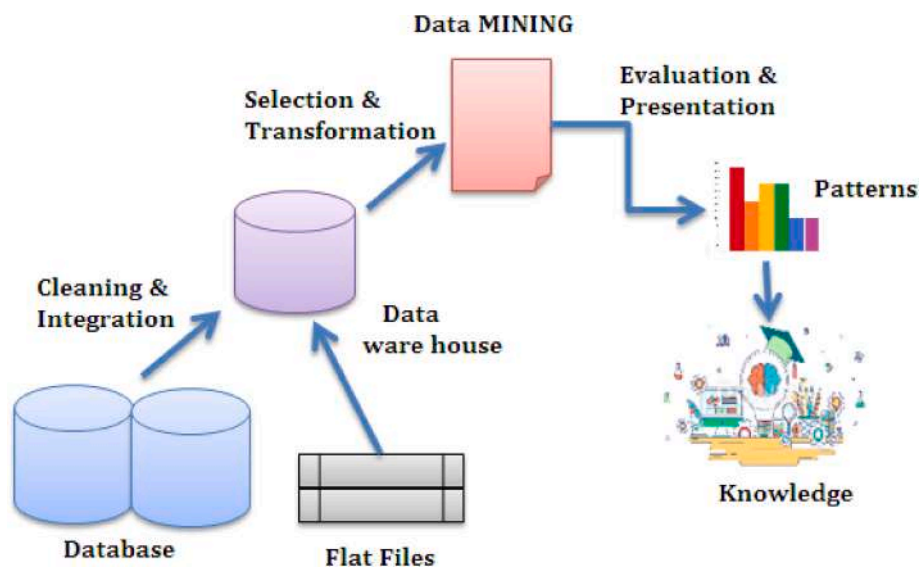 Data MINING
Evaluation &
Presentation
Selection &
Transformation
Patterns
Cleaning &
Integration
Data
ware house
Knowledge
Database
Flat Files